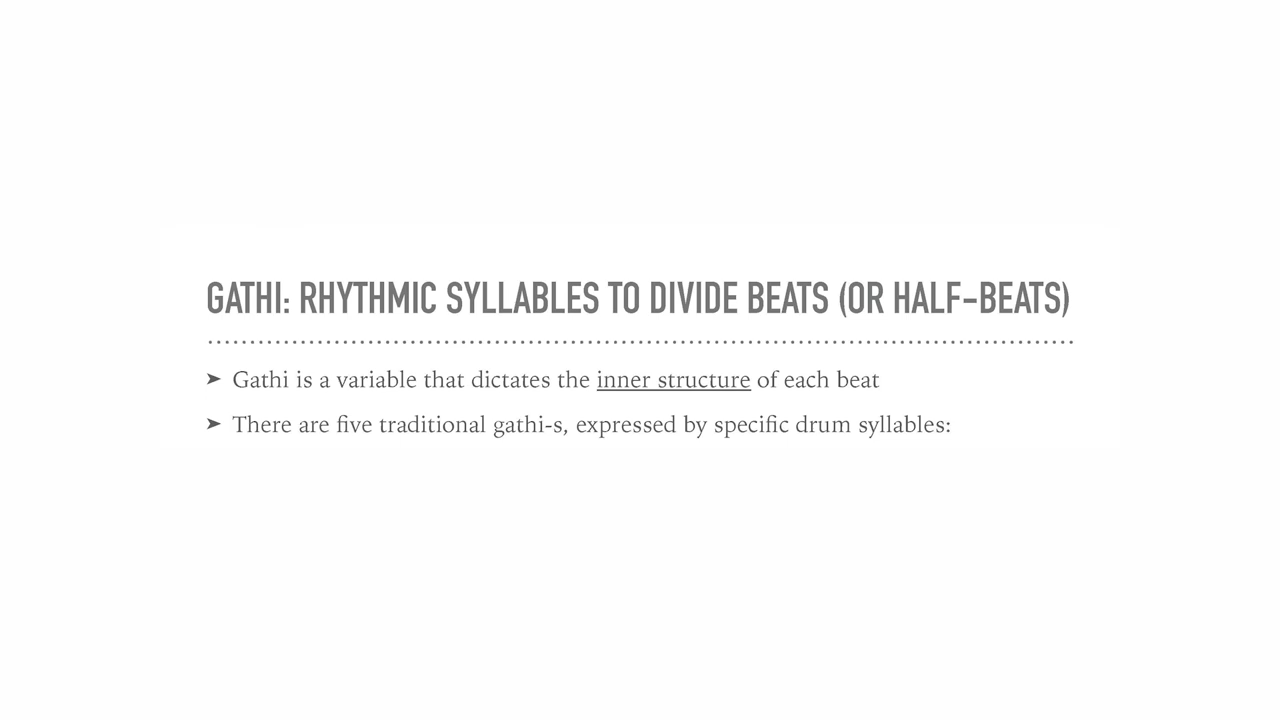 GATHI: RHYTHMIC SYLLABLES TO DIVIDE BEATS (OR HALF-BEATS)
➤ Gathi is a variable that dictates the inner structure of each beat
➤ There are five traditional gathi-s, expressed by specific drum syllables: